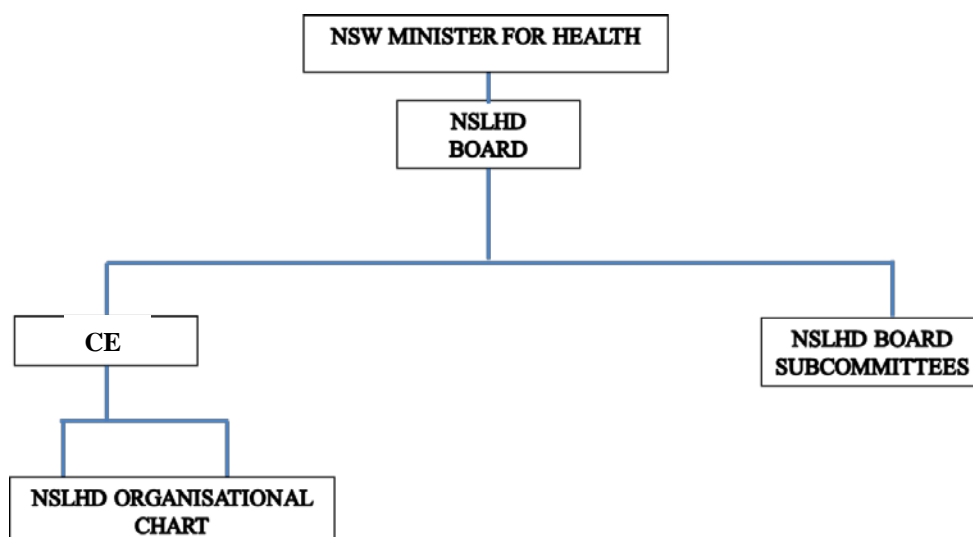 NSW MINISTER FOR HEALTH
NSLHD
BOARD
CE
NSLHD BOARD
SUBCOMMITTEES
NSLHD ORGANISATIONAL
CHART